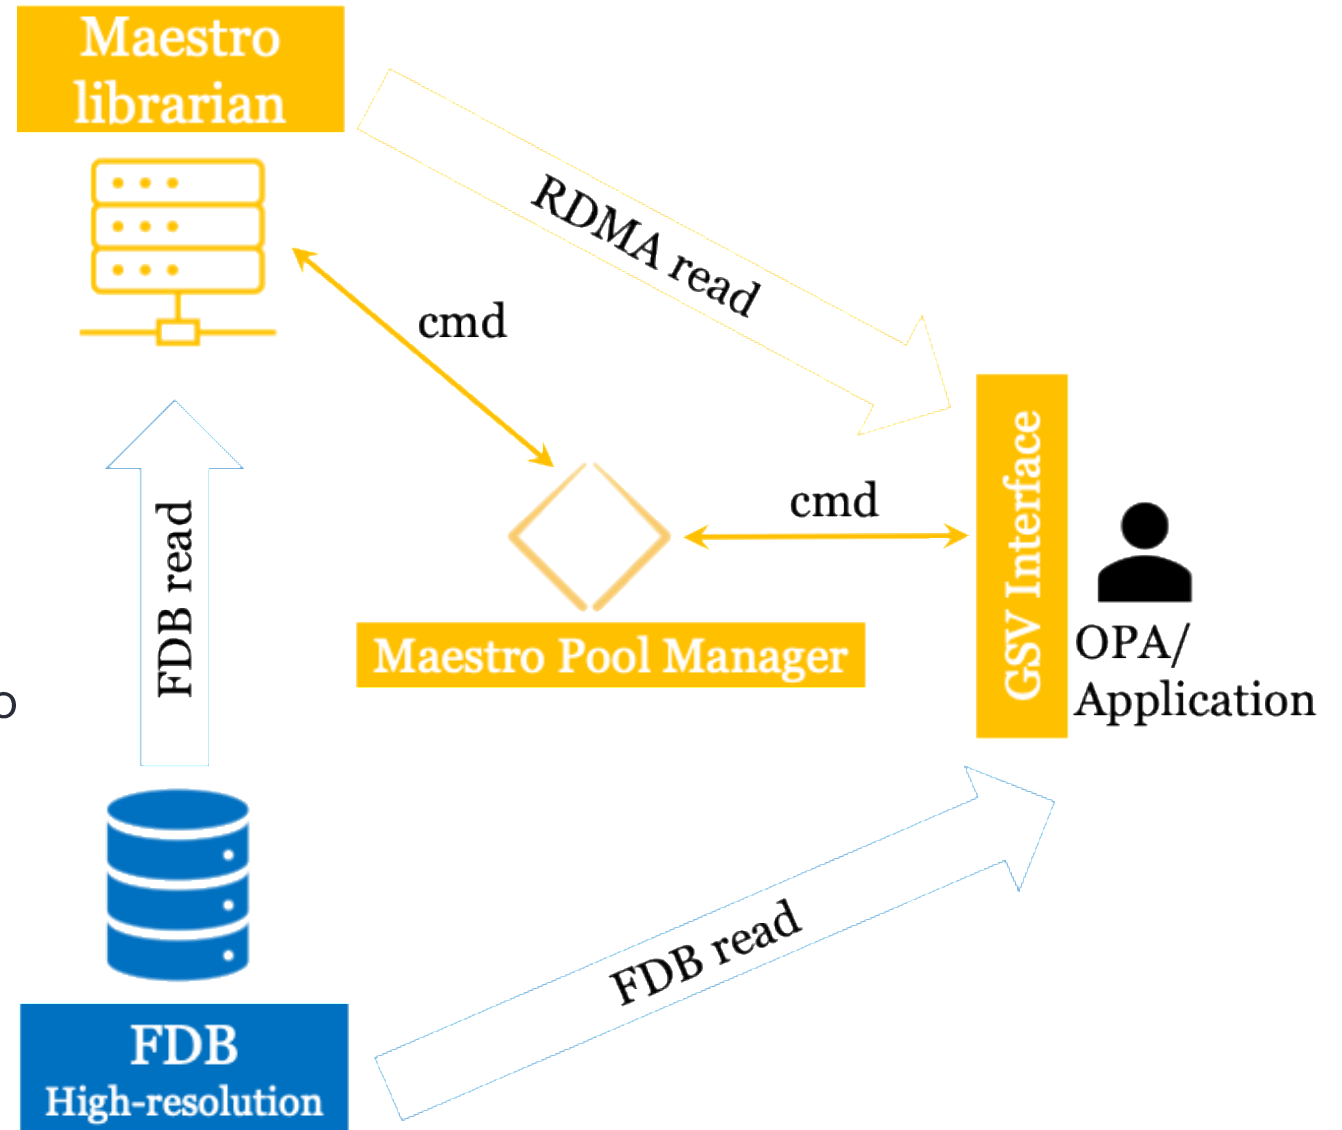 Maestro
librarian
RDMA read
cmd
cmd
GSV Interface
FDB read
Maestro Pool Manager
OPA/
Application
o
FDB read
FDB
High-resolution